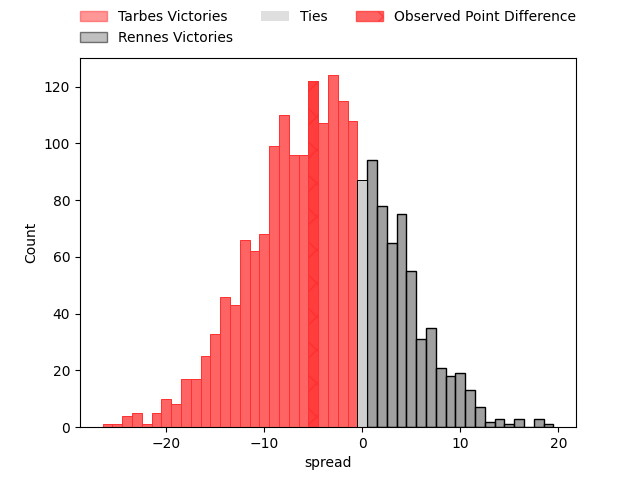 Tarbes Victories
Ties
Observed Point Difference
Rennes Victories
120
100
80
60
40
20
0
Count
−20
−10
0
10
20
spread